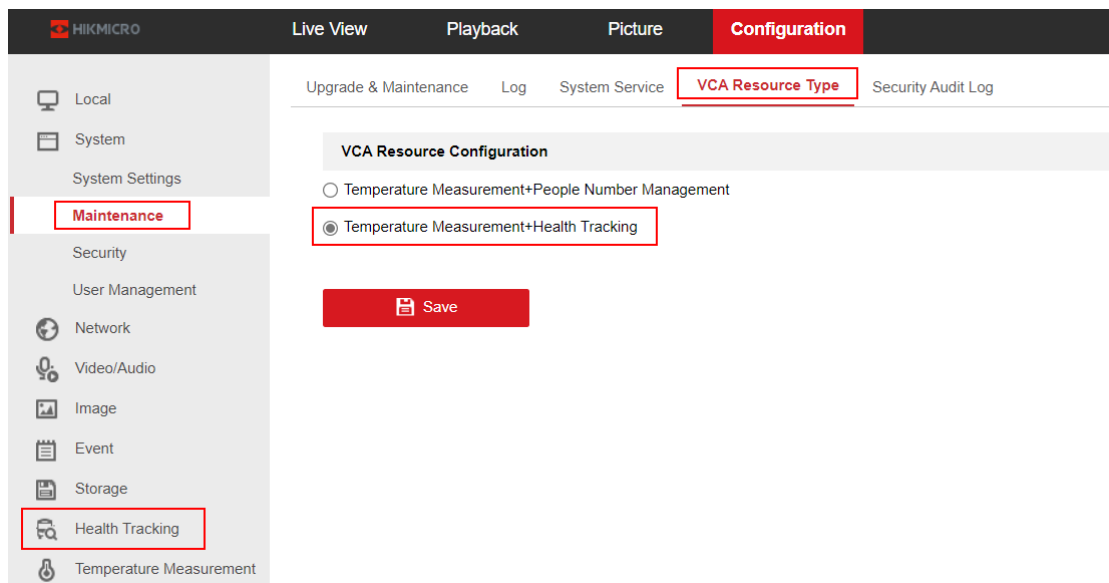 HIKMICRO
Live View Playback Picture Configuration
Local
System
System Settings
Maintenance
Security
User Management
Network
Video/Audio
Image
Event
Storage
Health Tracking
Temperature Measurement
Upgrade & Maintenance Log System Service VCA Resource Type Security Audit Log
VCA Resource Configuration
Temperature Measurement+People Number Management
Temperature Measurement+Health Tracking
Save